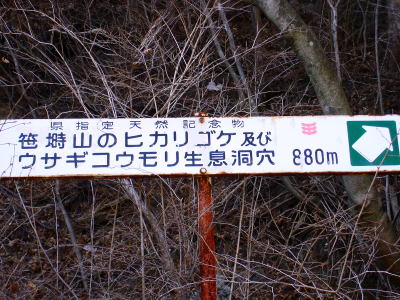 県指定天然記念物
笹塒山のヒカリゴケ及び
ウサギコウモリ生息洞穴 880m